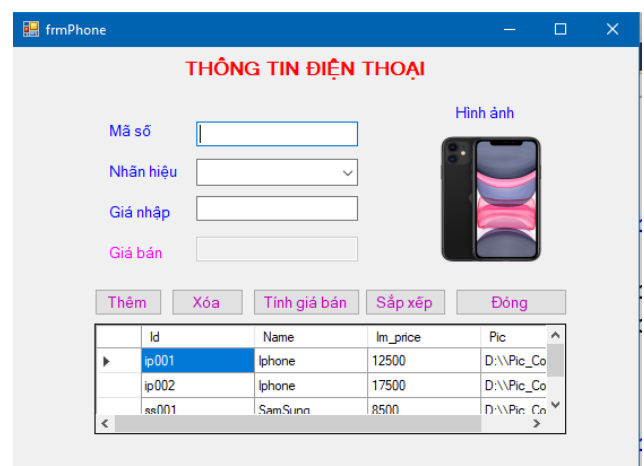 frmPhone
THÔNG TIN ĐIỆN THOẠI
Hình ảnh
Mã số
Nhãn hiệu
Giá nhập
Giá bán
Thêm Xóa Tính giá bán Sắp xếp Đóng
Id Name Im_price Pic
ip001 Iphone 12500 D:\\Pic_Co
ip002 Iphone 17500 D:\\Pic_Co
ss001 SamSung 8500 D:\\Pic_Co